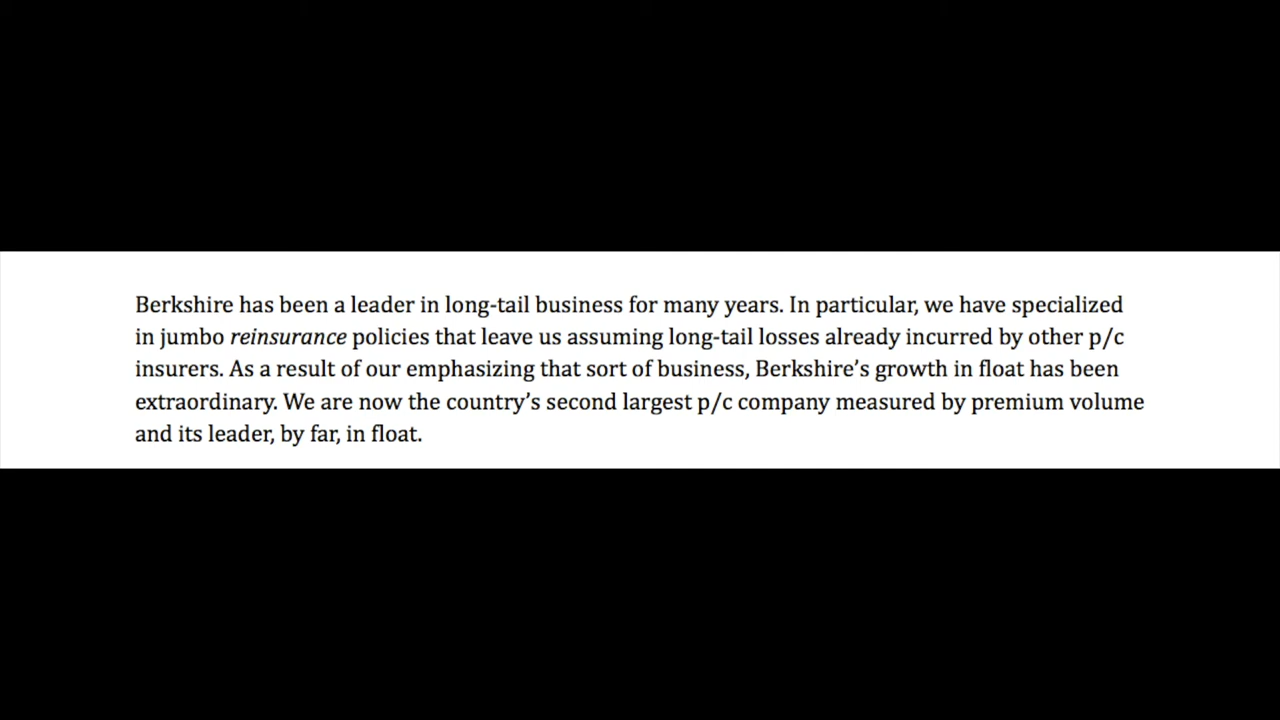 Berkshire has been a leader in long-tail business for many years. In particular, we have specialized
in jumbo reinsurance policies that leave us assuming long-tail losses already incurred by other p/c
insurers. As a result of our emphasizing that sort of business, Berkshire’s growth in float has been
extraordinary. We are now the country’s second largest p/c company measured by premium volume
and its leader, by far, in float.